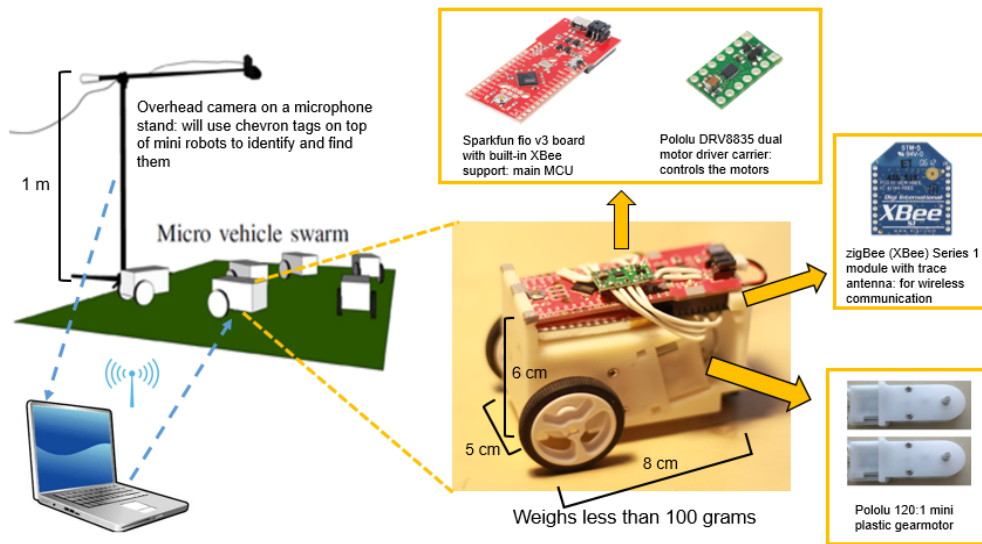 Overhead camera on a microphone
stand: will use chevron tags on top
of mini robots to identify and find
them
1 m
Micro vehicle swarm
Sparkfun fio v3 board
with built-in XBee
support: main MCU
Pololu DRV8835 dual
motor driver carrier:
controls the motors
Digi International
XBee
zigBee (XBee) Series 1
module with trace
antenna: for wireless
communication
6 cm
5 cm
8 cm
Weighs less than 100 grams
Pololu 120:1 mini
plastic gearmotor